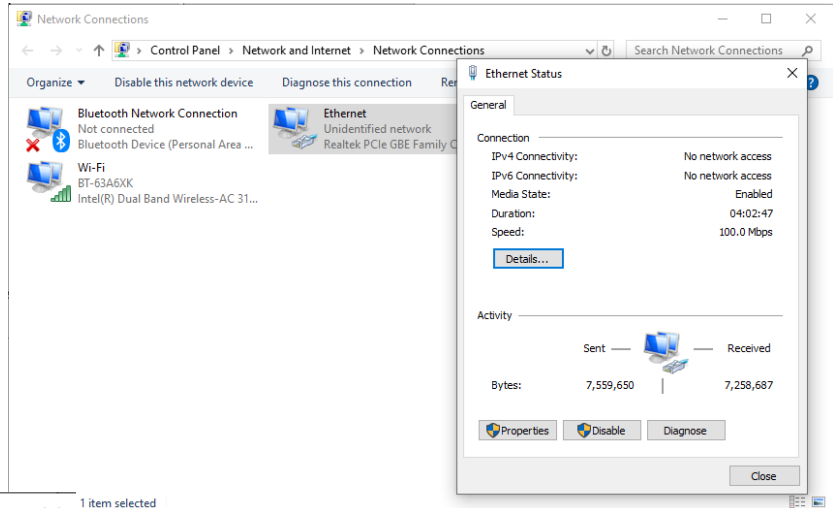 Network Connections
Control Panel > Network and Internet > Network Connections
Search Network Connections
Organize
Disable this network device
Diagnose this connection
Bluetooth Network Connection
Not connected
Bluetooth Device (Personal Area ...
Ethernet
Unidentified network
Realtek PCIe GBE Family C
Wi-Fi
BT-63A6XK
Intel(R) Dual Band Wireless-AC 31...
1 item selected
Ethernet Status
General
Connection
IPv4 Connectivity: No network access
IPv6 Connectivity: No network access
Media State: Enabled
Duration: 04:02:47
Speed: 100.0 Mbps
Details...
Activity
Sent — — Received
Bytes: 7,559,650 | 7,258,687
Properties
Disable
Diagnose
Close